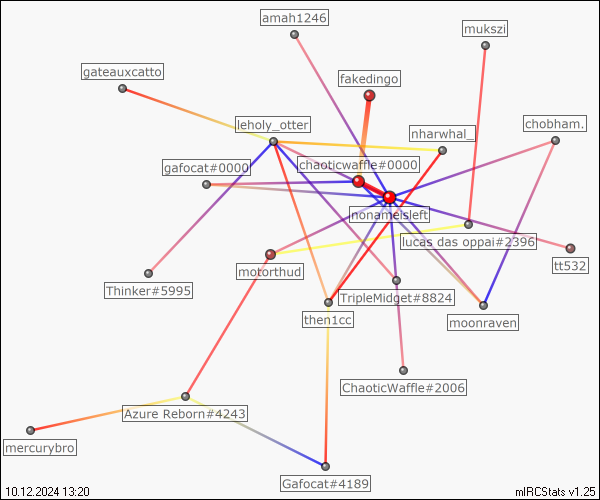 amah1246
mukszi
gateauxcatto
fakedingo
leholy_otter
chobham.
nharwhal_
gafocat#0000
chaoticwaffle#0000
nonameisleft
lucas das oppai#2396
motorthud
tt532
Thinker#5995
TripleMidget#8824
then1cc
moonraven
ChaoticWaffle#2006
Azure Reborn#4243
mercurybro
Gafocat#4189
10.12.2024 13:20
mIRCStats v1.25